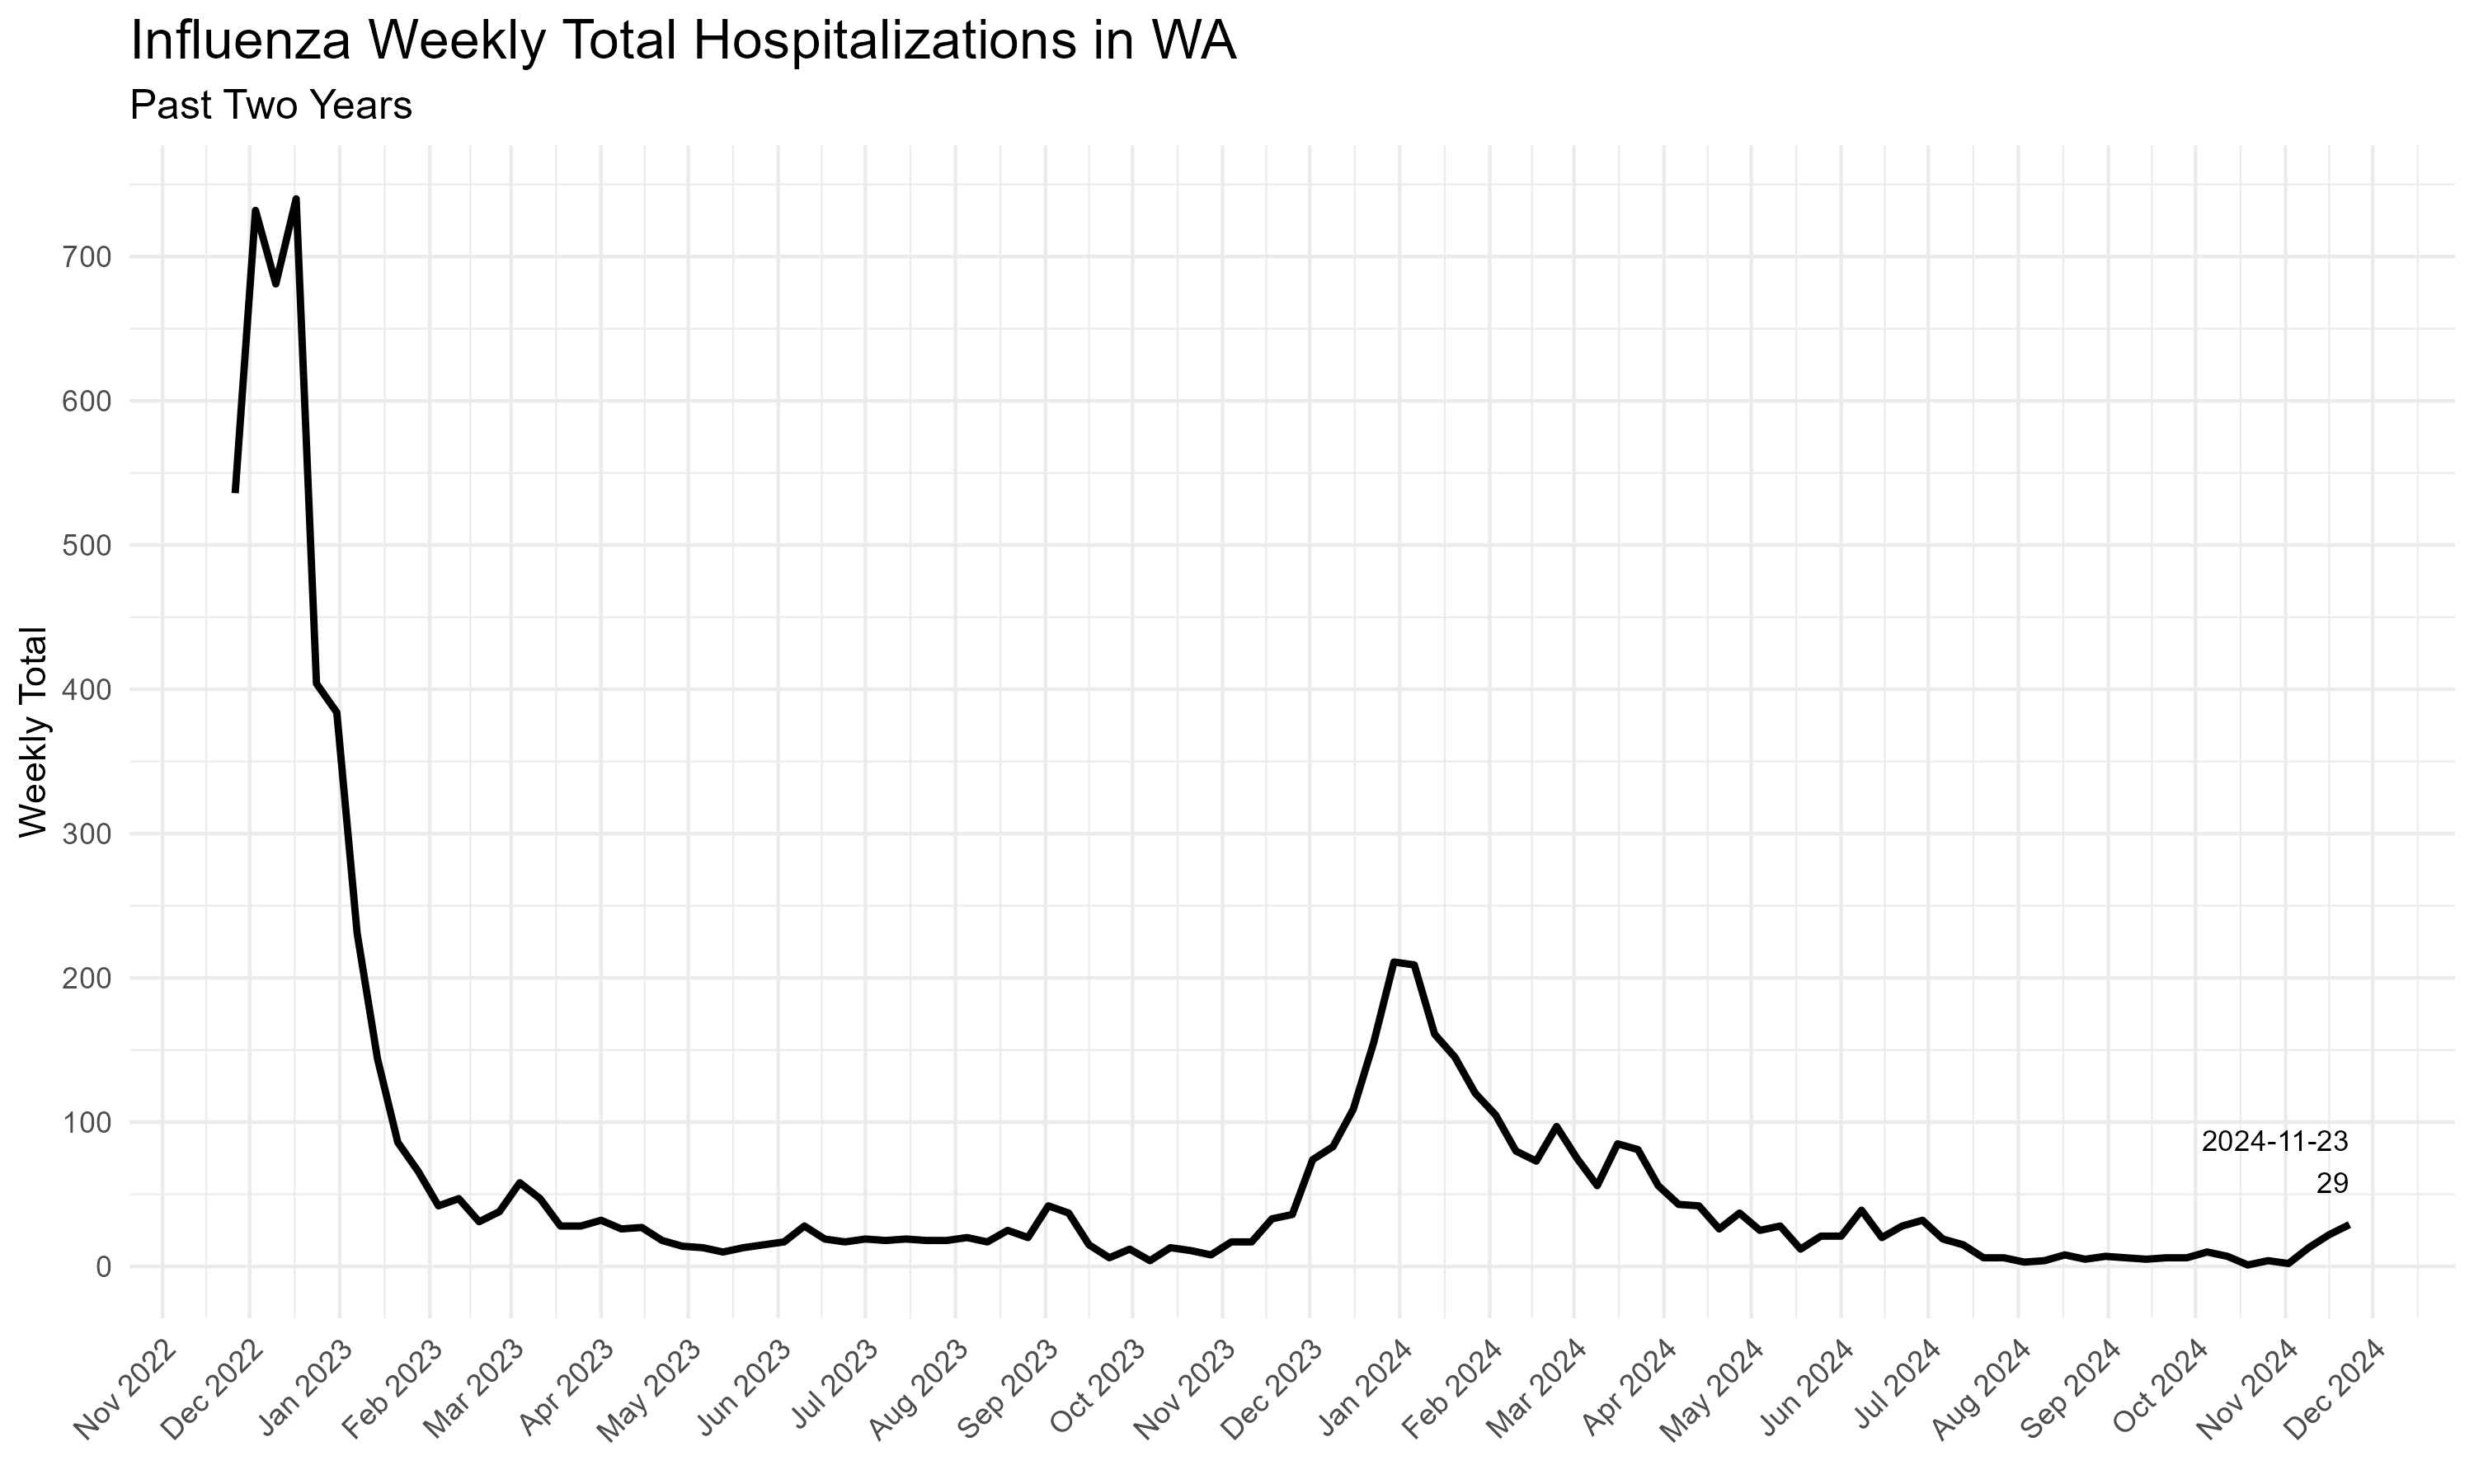 Influenza Weekly Total Hospitalizations in WA
Past Two Years
Weekly Total
700
600
500
400
300
200
100
0
2024-11-23
29
Nov 2022
Dec 2022
Jan 2023
Feb 2023
Mar 2023
Apr 2023
May 2023
Jun 2023
Jul 2023
Aug 2023
Sep 2023
Oct 2023
Nov 2023
Dec 2023
Jan 2024
Feb 2024
Mar 2024
Apr 2024
May 2024
Jun 2024
Jul 2024
Aug 2024
Sep 2024
Oct 2024
Nov 2024
Dec 2024